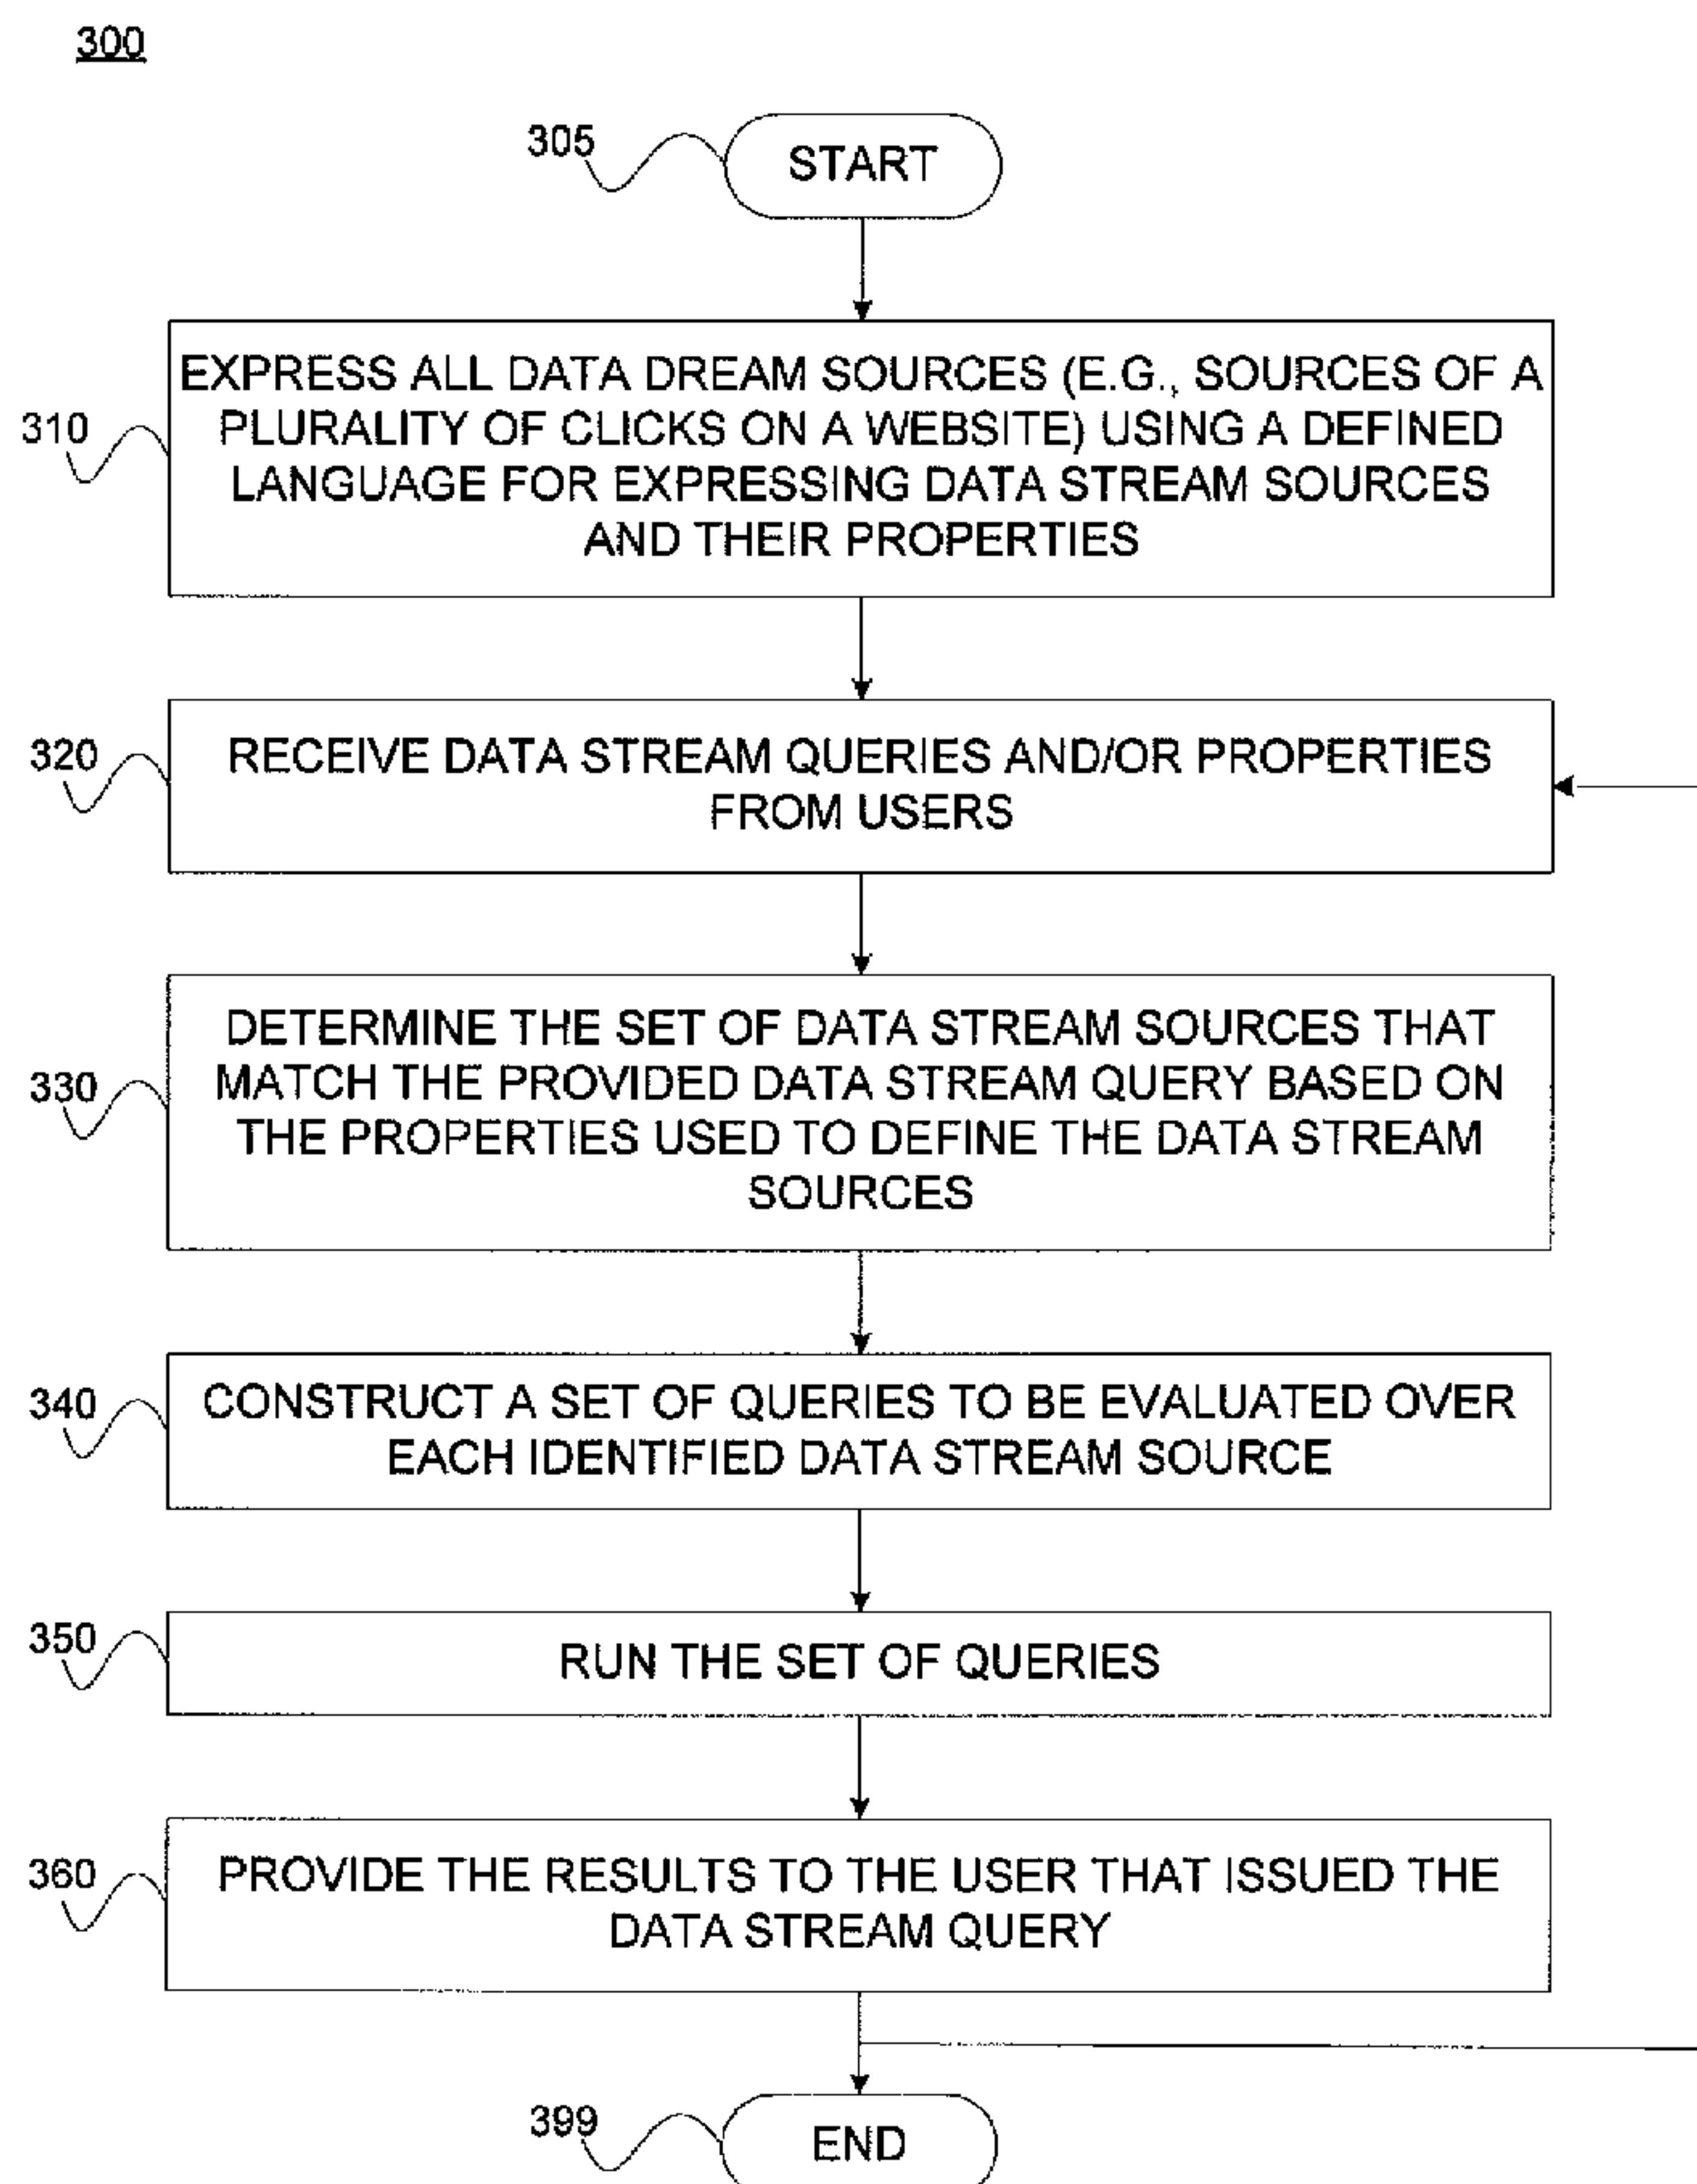 300
305
START
310
EXPRESS ALL DATA DREAM SOURCES (E.G., SOURCES OF A
PLURALITY OF CLICKS ON A WEBSITE) USING A DEFINED
LANGUAGE FOR EXPRESSING DATA STREAM SOURCES
AND THEIR PROPERTIES
320
RECEIVE DATA STREAM QUERIES AND/OR PROPERTIES
FROM USERS
330
DETERMINE THE SET OF DATA STREAM SOURCES THAT
MATCH THE PROVIDED DATA STREAM QUERY BASED ON
THE PROPERTIES USED TO DEFINE THE DATA STREAM
SOURCES
340
CONSTRUCT A SET OF QUERIES TO BE EVALUATED OVER
EACH IDENTIFIED DATA STREAM SOURCE
350
RUN THE SET OF QUERIES
360
PROVIDE THE RESULTS TO THE USER THAT ISSUED THE
DATA STREAM QUERY
399
END